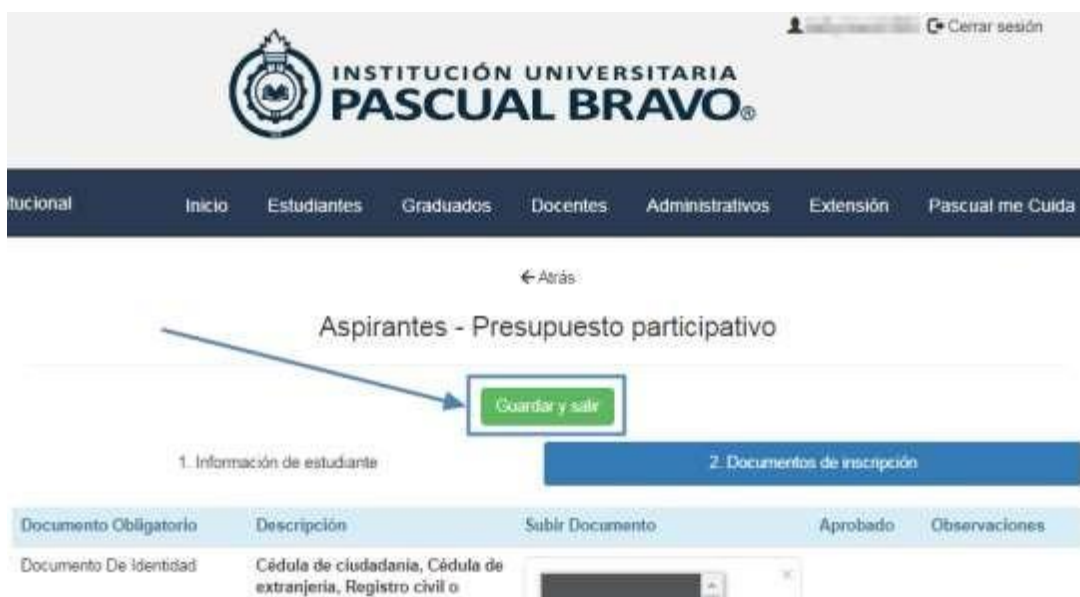 Cerrar sesión
INSTITUCIÓN UNIVERSITARIA
PASCUAL BRAVO®
tucional Inicio Estudiantes Graduados Docentes Administrativos Extensión Pascual me Cuida
Atrás
Aspirantes - Presupuesto participativo
Guardar y salir
1. Información de estudiante 2. Documentos de inscripción
Documento Obligatorio Descripción Subir Documento Aprobado Observaciones
Documento De Identidad Cédula de ciudadanía, Cédula de
extranjeria, Registro civil o